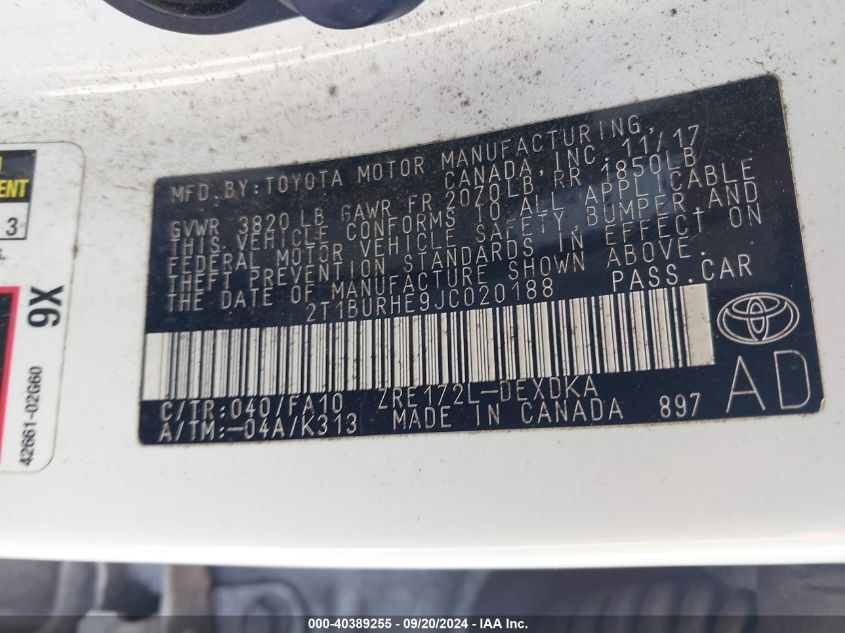 MFD. BY: TOYOTA MOTOR MANUFACTURING,
CANADA, INC. 11/17
GVWR 3820 LB GAWR FR 2070LB RR 1850LB
THIS VEHICLE CONFORMS TO ALL APPLICABLE
FEDERAL MOTOR VEHICLE SAFETY, BUMPER, AND
THEFT PREVENTION STANDARDS IN EFFECT ON
THE DATE OF MANUFACTURE SHOWN ABOVE.
2T1BURHE9JC020188 PASS.CAR
C/TR: 040/FA10 ZRE172L-DEXDKA
A/TM:-04A/K313 MADE IN CANADA 897
AD
3
9X
42661-02G60
000-40389255 - 09/20/2024 - IAA Inc.